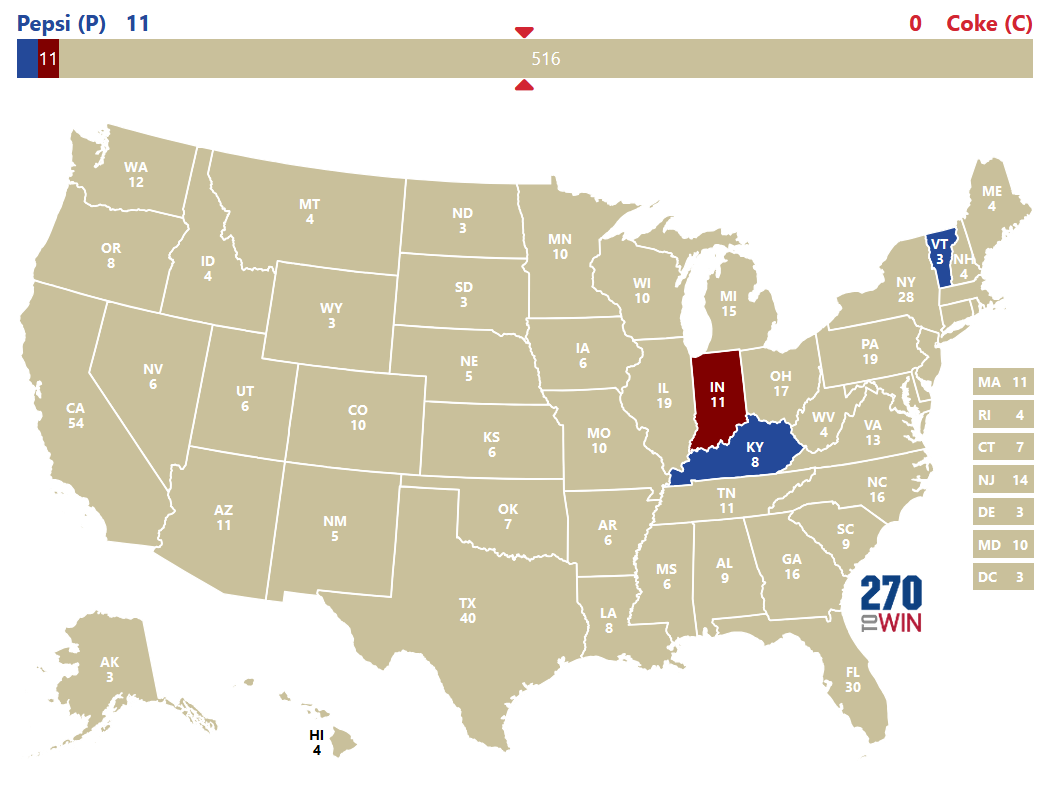 Pepsi (P) 11
0 Coke (C)
11
516
WA
12
OR
8
CA
54
NV
6
ID
4
MT
4
WY
3
UT
6
AZ
11
CO
10
NM
5
ND
3
SD
3
NE
5
KS
6
OK
7
TX
40
MN
10
IA
6
MO
10
AR
6
LA
8
WI
10
IL
19
MI
15
IN
11
OH
17
KY
8
TN
11
MS
6
AL
9
GA
16
FL
30
SC
9
NC
16
VA
13
WV
4
PA
19
NY
28
VT
3
NH
4
ME
4
MA 11
RI 4
CT 7
NJ 14
DE 3
MD 10
DC 3
AK
3
HI
4
270
TO
WIN